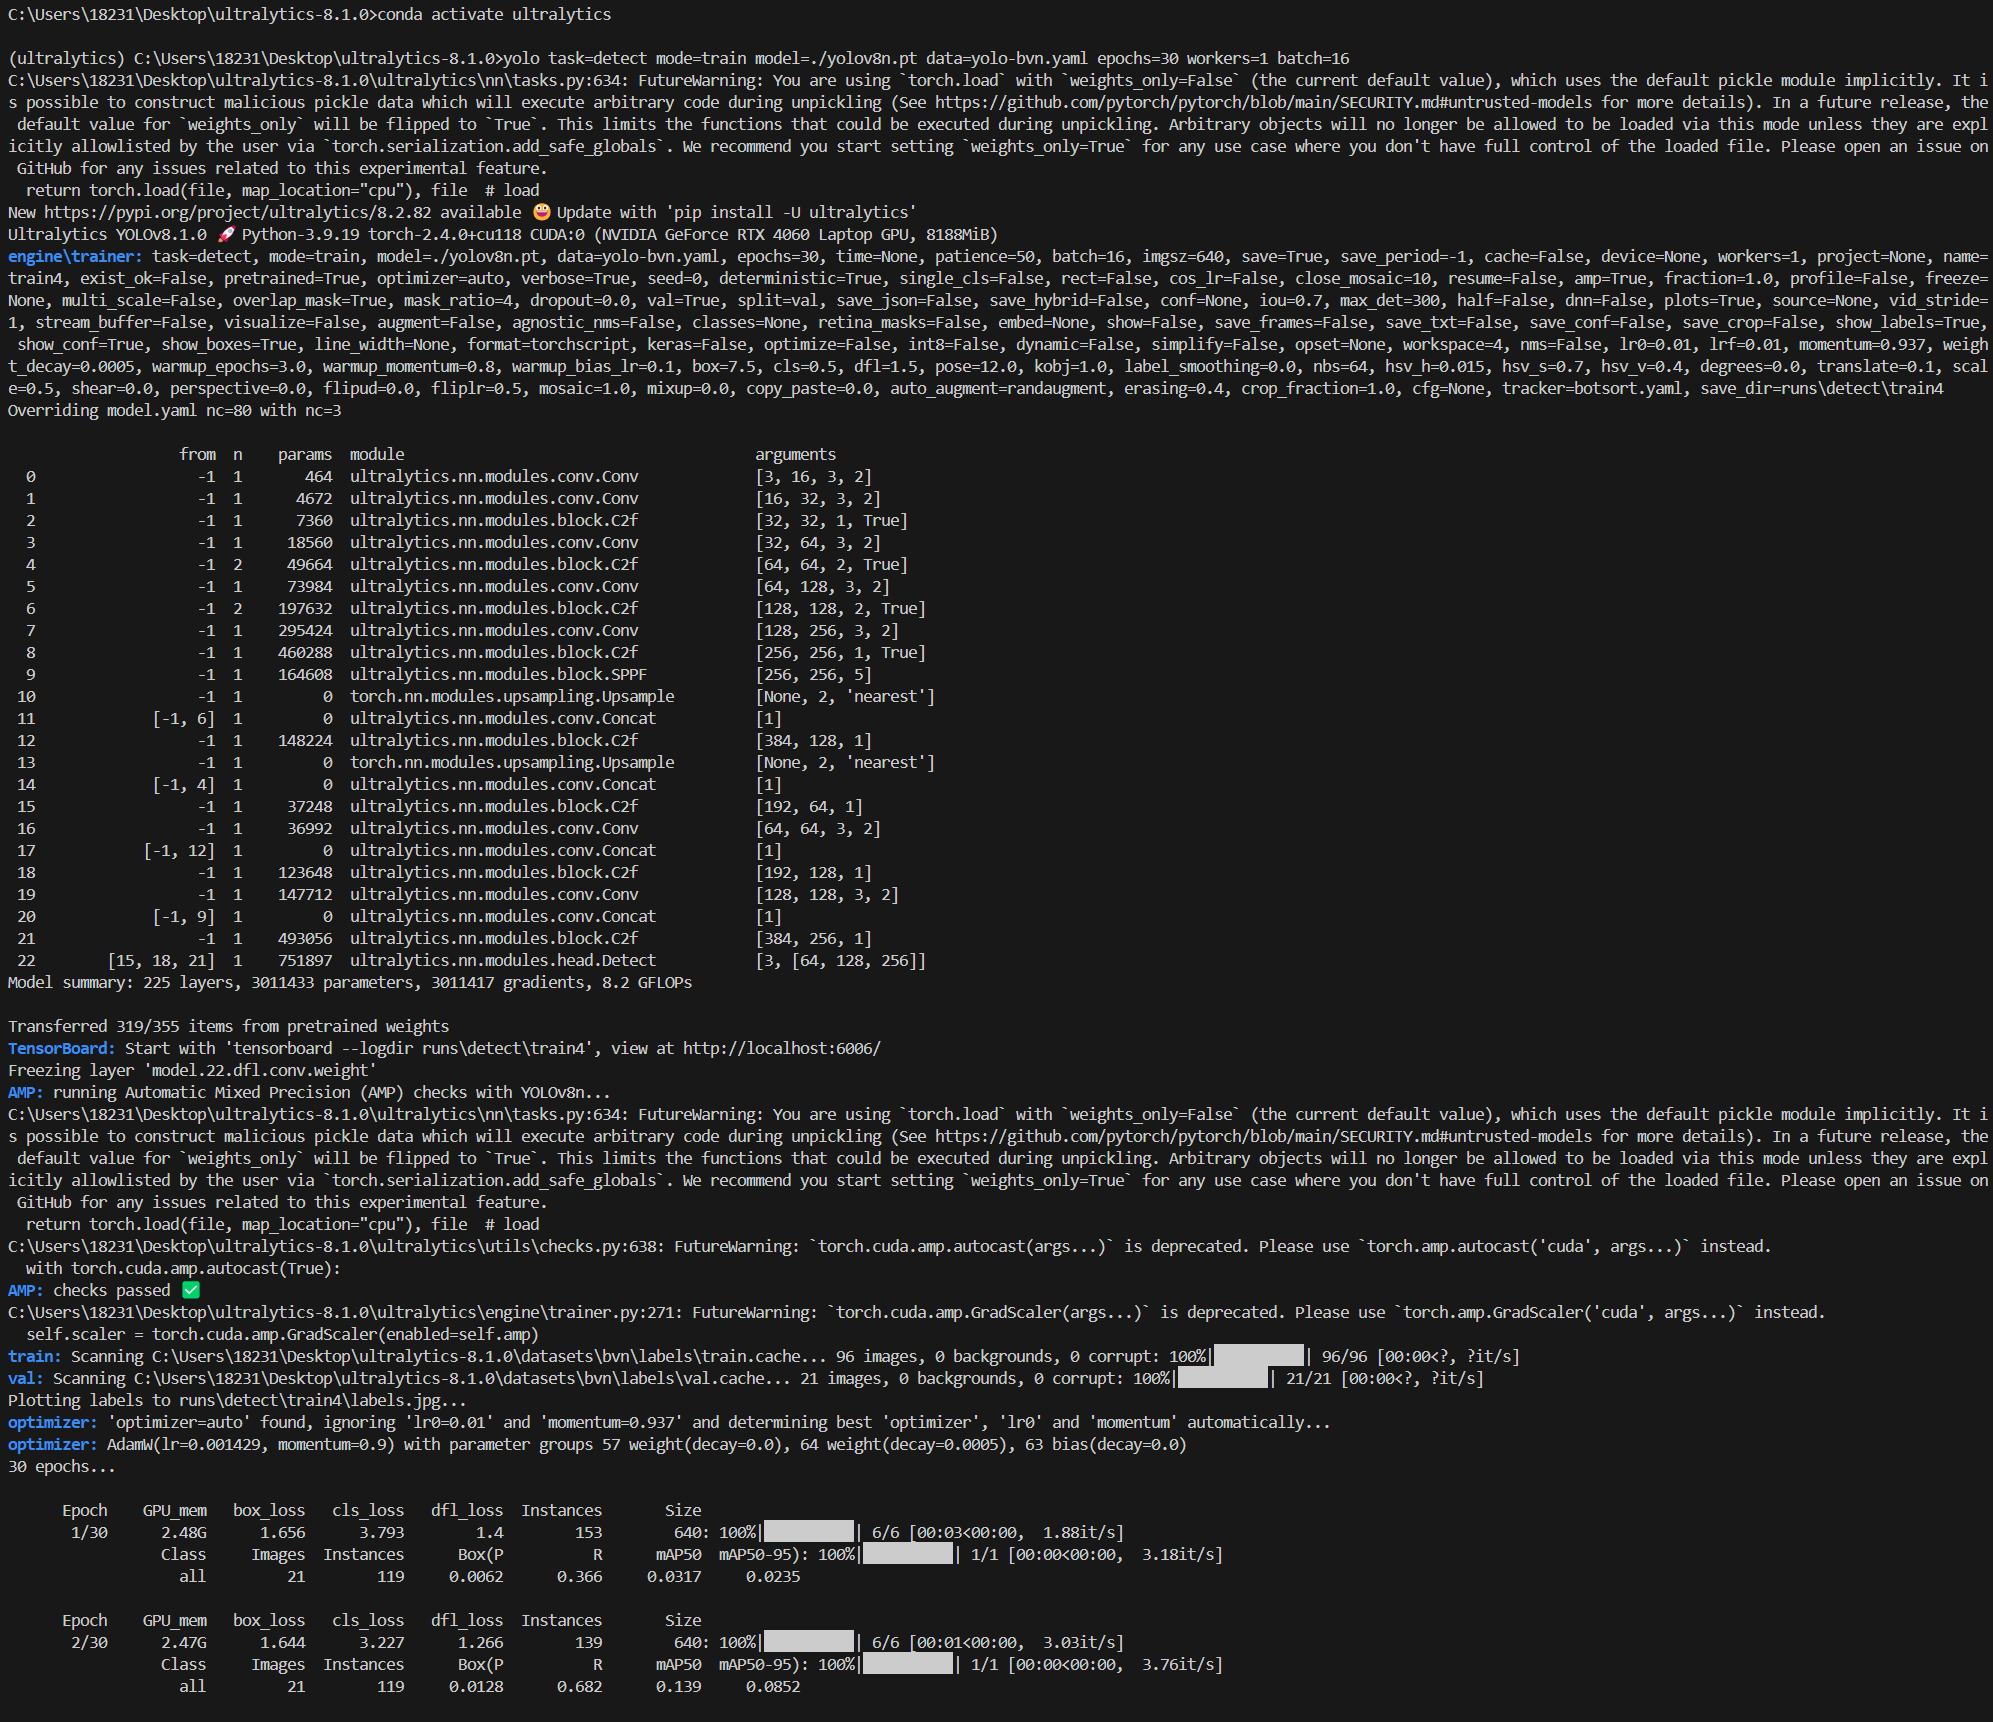 C:\Users\18231\Desktop\ultralytics-8.1.0>conda activate ultralytics
(ultralytics) C:\Users\18231\Desktop\ultralytics-8.1.0>yolo task=detect mode=train model=./yolov8n.pt data=yolo-bvn.yaml epochs=30 workers=1 batch=16
C:\Users\18231\Desktop\ultralytics-8.1.0\ultralytics\nn\tasks.py:634: FutureWarning: You are using `torch.load` with `weights_only=False` (the current default value), which uses the default pickle module implicitly. It i
s possible to construct malicious pickle data which will execute arbitrary code during unpickling (See https://github.com/pytorch/pytorch/blob/main/SECURITY.md#untrusted-models for more details). In a future release, the
 default value for `weights_only` will be flipped to `True`. This limits the functions that could be executed during unpickling. Arbitrary objects will no longer be allowed to be loaded via this mode unless they are expl
icitly allowlisted by the user via `torch.serialization.add_safe_globals`. We recommend you start setting `weights_only=True` for any use case where you don't have full control of the loaded file. Please open an issue on
 GitHub for any issues related to this experimental feature.
  return torch.load(file, map_location="cpu"), file  # load
New https://pypi.org/project/ultralytics/8.2.82 available 😃 Update with 'pip install -U ultralytics'
Ultralytics YOLOv8.1.0 🚀 Python-3.9.19 torch-2.4.0+cu118 CUDA:0 (NVIDIA GeForce RTX 4060 Laptop GPU, 8188MiB)
engine\trainer: task=detect, mode=train, model=./yolov8n.pt, data=yolo-bvn.yaml, epochs=30, time=None, patience=50, batch=16, imgsz=640, save=True, save_period=-1, cache=False, device=None, workers=1, project=None, name=
train4, exist_ok=False, pretrained=True, optimizer=auto, verbose=True, seed=0, deterministic=True, single_cls=False, rect=False, cos_lr=False, close_mosaic=10, resume=False, amp=True, fraction=1.0, profile=False, freeze=
None, multi_scale=False, overlap_mask=True, mask_ratio=4, dropout=0.0, val=True, split=val, save_json=False, save_hybrid=False, conf=None, iou=0.7, max_det=300, half=False, dnn=False, plots=True, source=None, vid_stride=
1, stream_buffer=False, visualize=False, augment=False, agnostic_nms=False, classes=None, retina_masks=False, embed=None, show=False, save_frames=False, save_txt=False, save_conf=False, save_crop=False, show_labels=True,
 show_conf=True, show_boxes=True, line_width=None, format=torchscript, keras=False, optimize=False, int8=False, dynamic=False, simplify=False, opset=None, workspace=4, nms=False, lr0=0.01, lrf=0.01, momentum=0.937, weigh
t_decay=0.0005, warmup_epochs=3.0, warmup_momentum=0.8, warmup_bias_lr=0.1, box=7.5, cls=0.5, dfl=1.5, pose=12.0, kobj=1.0, label_smoothing=0.0, nbs=64, hsv_h=0.015, hsv_s=0.7, hsv_v=0.4, degrees=0.0, translate=0.1, scal
e=0.5, shear=0.0, perspective=0.0, flipud=0.0, fliplr=0.5, mosaic=1.0, mixup=0.0, copy_paste=0.0, auto_augment=randaugment, erasing=0.4, crop_fraction=1.0, cfg=None, tracker=botsort.yaml, save_dir=runs\detect\train4
Overriding model.yaml nc=80 with nc=3
from  n  params  module  arguments
0  -1  1  464  ultralytics.nn.modules.conv.Conv  [3, 16, 3, 2]
1  -1  1  4672  ultralytics.nn.modules.conv.Conv  [16, 32, 3, 2]
2  -1  1  7360  ultralytics.nn.modules.block.C2f  [32, 32, 1, True]
3  -1  1  18560  ultralytics.nn.modules.conv.Conv  [32, 64, 3, 2]
4  -1  2  49664  ultralytics.nn.modules.block.C2f  [64, 64, 2, True]
5  -1  1  73984  ultralytics.nn.modules.conv.Conv  [64, 128, 3, 2]
6  -1  2  197632  ultralytics.nn.modules.block.C2f  [128, 128, 2, True]
7  -1  1  295424  ultralytics.nn.modules.conv.Conv  [128, 256, 3, 2]
8  -1  1  460288  ultralytics.nn.modules.block.C2f  [256, 256, 1, True]
9  -1  1  164608  ultralytics.nn.modules.block.SPPF  [256, 256, 5]
10  -1  1  0  torch.nn.modules.upsampling.Upsample  [None, 2, 'nearest']
11  [-1, 6]  1  0  ultralytics.nn.modules.conv.Concat  [1]
12  -1  1  148224  ultralytics.nn.modules.block.C2f  [384, 128, 1]
13  -1  1  0  torch.nn.modules.upsampling.Upsample  [None, 2, 'nearest']
14  [-1, 4]  1  0  ultralytics.nn.modules.conv.Concat  [1]
15  -1  1  37248  ultralytics.nn.modules.block.C2f  [192, 64, 1]
16  -1  1  36992  ultralytics.nn.modules.conv.Conv  [64, 64, 3, 2]
17  [-1, 12]  1  0  ultralytics.nn.modules.conv.Concat  [1]
18  -1  1  123648  ultralytics.nn.modules.block.C2f  [192, 128, 1]
19  -1  1  147712  ultralytics.nn.modules.conv.Conv  [128, 128, 3, 2]
20  [-1, 9]  1  0  ultralytics.nn.modules.conv.Concat  [1]
21  -1  1  493056  ultralytics.nn.modules.block.C2f  [384, 256, 1]
22  [15, 18, 21]  1  751897  ultralytics.nn.modules.head.Detect  [3, [64, 128, 256]]
Model summary: 225 layers, 3011433 parameters, 3011417 gradients, 8.2 GFLOPs
Transferred 319/355 items from pretrained weights
TensorBoard: Start with 'tensorboard --logdir runs\detect\train4', view at http://localhost:6006/
Freezing layer 'model.22.dfl.conv.weight'
AMP: running Automatic Mixed Precision (AMP) checks with YOLOv8n...
C:\Users\18231\Desktop\ultralytics-8.1.0\ultralytics\nn\tasks.py:634: FutureWarning: You are using `torch.load` with `weights_only=False` (the current default value), which uses the default pickle module implicitly. It i
s possible to construct malicious pickle data which will execute arbitrary code during unpickling (See https://github.com/pytorch/pytorch/blob/main/SECURITY.md#untrusted-models for more details). In a future release, the
 default value for `weights_only` will be flipped to `True`. This limits the functions that could be executed during unpickling. Arbitrary objects will no longer be allowed to be loaded via this mode unless they are expl
icitly allowlisted by the user via `torch.serialization.add_safe_globals`. We recommend you start setting `weights_only=True` for any use case where you don't have full control of the loaded file. Please open an issue on
 GitHub for any issues related to this experimental feature.
  return torch.load(file, map_location="cpu"), file  # load
C:\Users\18231\Desktop\ultralytics-8.1.0\ultralytics\utils\checks.py:638: FutureWarning: `torch.cuda.amp.autocast(args...)` is deprecated. Please use `torch.amp.autocast('cuda', args...)` instead.
  with torch.cuda.amp.autocast(True):
AMP: checks passed ✅
C:\Users\18231\Desktop\ultralytics-8.1.0\ultralytics\engine\trainer.py:271: FutureWarning: `torch.cuda.amp.GradScaler(args...)` is deprecated. Please use `torch.amp.GradScaler('cuda', args...)` instead.
  self.scaler = torch.cuda.amp.GradScaler(enabled=self.amp)
train: Scanning C:\Users\18231\Desktop\ultralytics-8.1.0\datasets\bvn\labels\train.cache... 96 images, 0 backgrounds, 0 corrupt: 100%|██████████| 96/96 [00:00<?, ?it/s]
val: Scanning C:\Users\18231\Desktop\ultralytics-8.1.0\datasets\bvn\labels\val.cache... 21 images, 0 backgrounds, 0 corrupt: 100%|██████████| 21/21 [00:00<?, ?it/s]
Plotting labels to runs\detect\train4\labels.jpg...
optimizer: 'optimizer=auto' found, ignoring 'lr0=0.01' and 'momentum=0.937' and determining best 'optimizer', 'lr0' and 'momentum' automatically...
optimizer: AdamW(lr=0.001429, momentum=0.9) with parameter groups 57 weight(decay=0.0), 64 weight(decay=0.0005), 63 bias(decay=0.0)
30 epochs...
Epoch  GPU_mem  box_loss  cls_loss  dfl_loss  Instances  Size
1/30  2.48G  1.656  3.793  1.4  153  640: 100%|██████████| 6/6 [00:03<00:00,  1.88it/s]
Class  Images  Instances  Box(P  R  mAP50  mAP50-95): 100%|██████████| 1/1 [00:00<00:00,  3.18it/s]
all  21  119  0.0062  0.366  0.0317  0.0235
Epoch  GPU_mem  box_loss  cls_loss  dfl_loss  Instances  Size
2/30  2.47G  1.644  3.227  1.266  139  640: 100%|██████████| 6/6 [00:01<00:00,  3.03it/s]
Class  Images  Instances  Box(P  R  mAP50  mAP50-95): 100%|██████████| 1/1 [00:00<00:00,  3.76it/s]
all  21  119  0.0128  0.682  0.139  0.0852